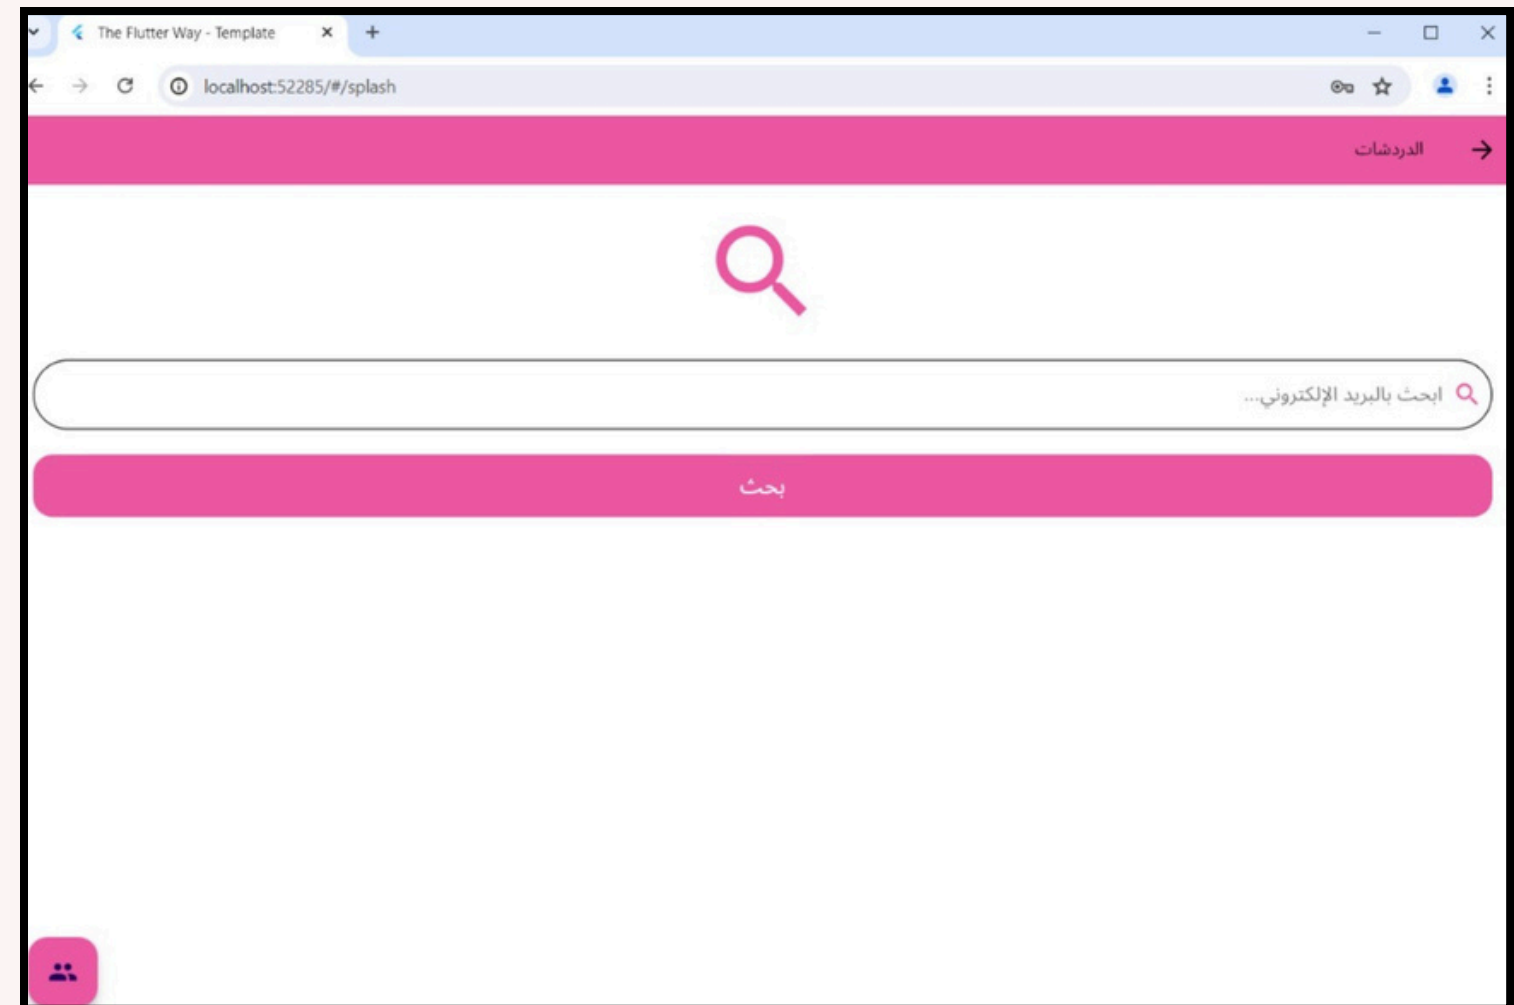 The Flutter Way - Template
localhost:52285/#/splash
الدردشات
ابحث بالبريد الإلكتروني...
بحث